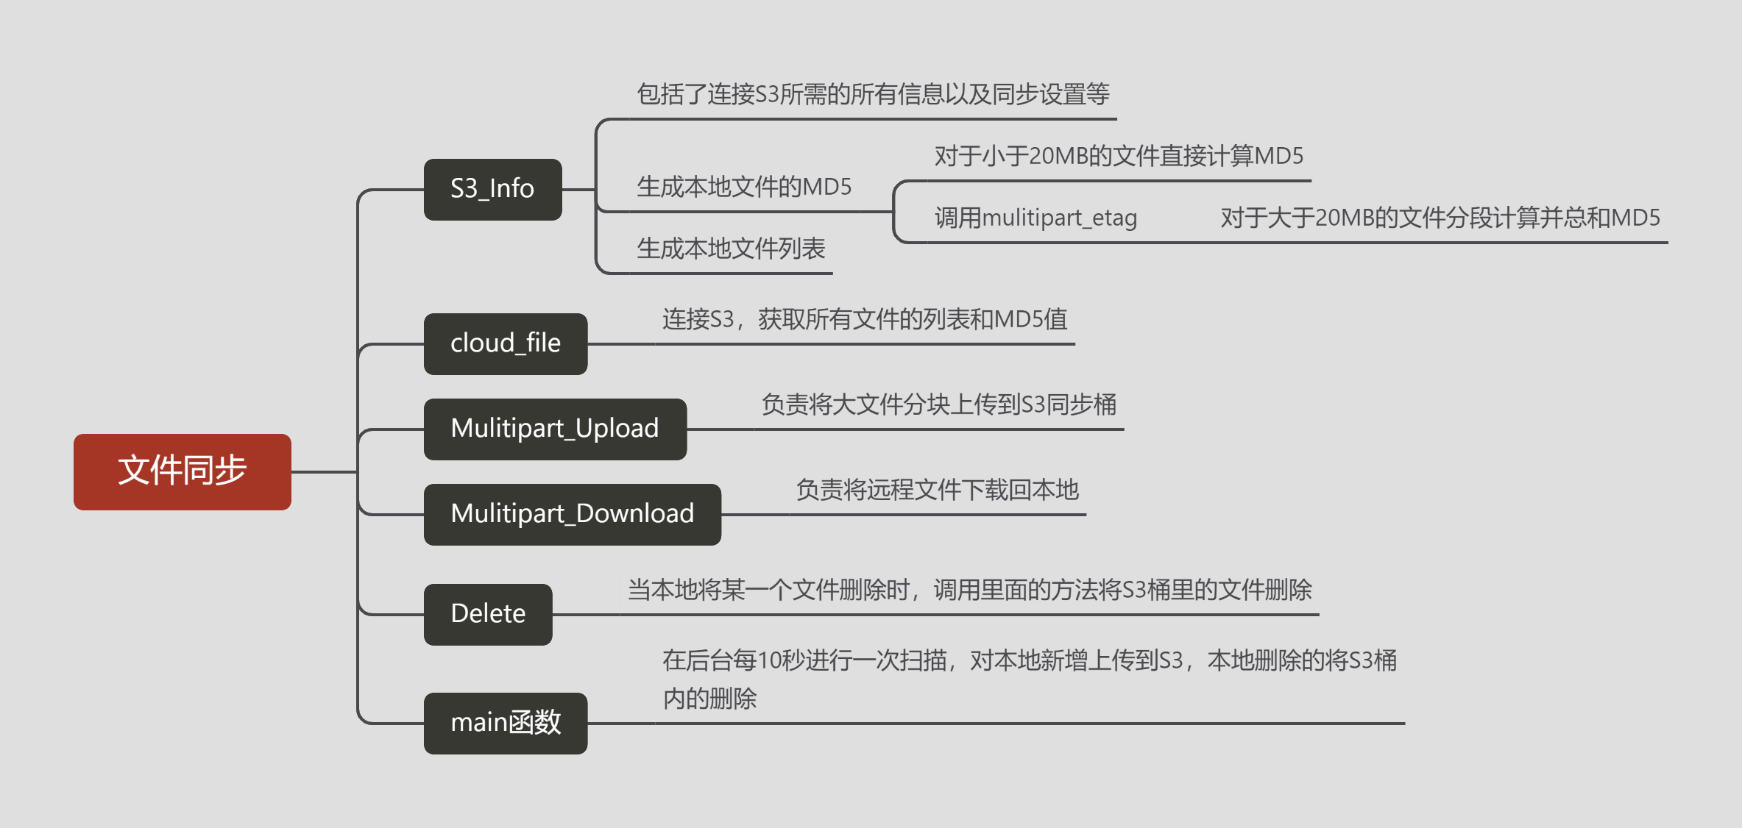 包括了连接S3所需的所有信息以及同步设置等
对于小于20MB的文件直接计算MD5
S3_Info
生成本地文件的MD5
调用mulitipart_etag
对于大于20MB的文件分段计算并总和MD5
生成本地文件列表
cloud_file
连接S3，获取所有文件的列表和MD5值
Mulitipart_Upload
负责将大文件分块上传到S3同步桶
文件同步
Mulitipart_Download
负责将远程文件下载回本地
Delete
当本地将某一个文件删除时，调用里面的方法将S3桶里的文件删除
main函数
在后台每10秒进行一次扫描，对本地新增上传到S3，本地删除的将S3桶
内的删除